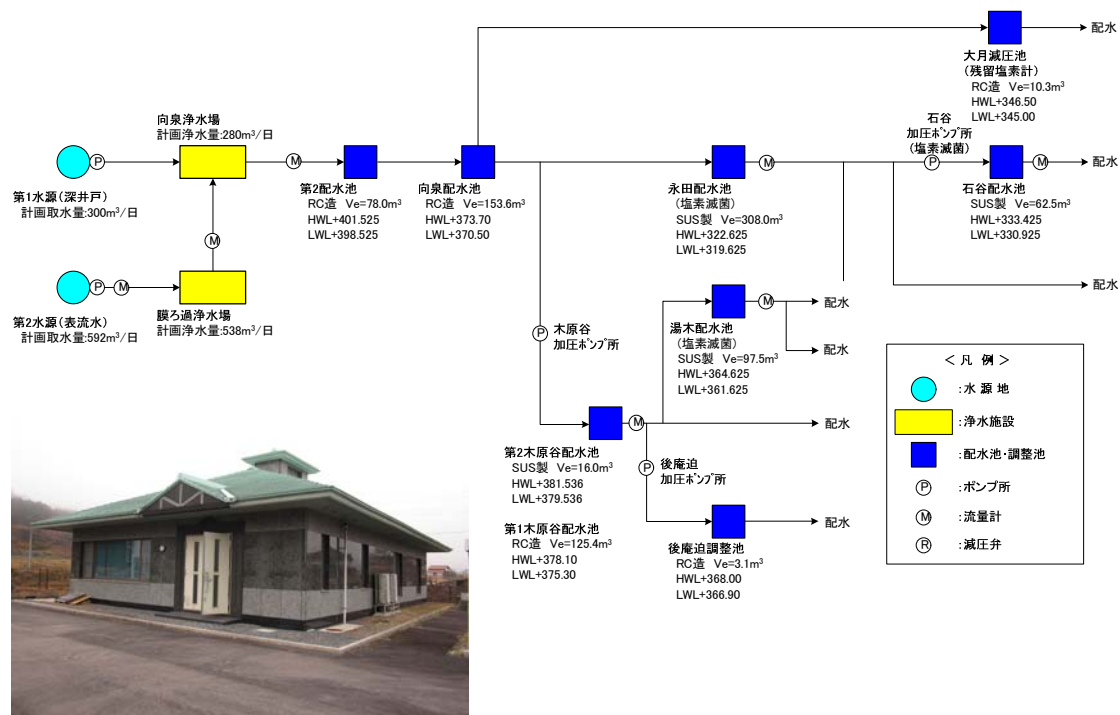 配水
大月減圧池
(残留塩素計)
RC造 Ve=10.3m³
HWL+346.50
LWL+345.00
向泉浄水場
計画浄水量:280m³/日
P
第1水源(深井戸)
計画取水量:300m³/日
M
第2配水池
RC造 Ve=78.0m³
HWL+401.525
LWL+398.525
向泉配水池
RC造 Ve=153.6m³
HWL+373.70
LWL+370.50
永田配水池
(塩素滅菌)
SUS製 Ve=308.0m³
HWL+322.625
LWL+319.625
M
石谷
加圧ポンプ所
(塩素滅菌)
P
石谷配水池
SUS製 Ve=62.5m³
HWL+333.425
LWL+330.925
M
配水
配水
M
P
M
第2水源(表流水)
計画取水量:592m³/日
膜ろ過浄水場
計画浄水量:538m³/日
P
木原谷
加圧ポンプ所
湯木配水池
(塩素滅菌)
SUS製 Ve=97.5m³
HWL+364.625
LWL+361.625
M
配水
配水
第2木原谷配水池
SUS製 Ve=16.0m³
HWL+381.536
LWL+379.536
M
配水
第1木原谷配水池
RC造 Ve=125.4m³
HWL+378.10
LWL+375.30
P
後庵迫
加圧ポンプ所
後庵迫調整池
RC造 Ve=3.1m³
HWL+368.00
LWL+366.90
配水
<凡 例>
:水 源 地
:浄水施設
:配水池・調整池
P :ポンプ所
M :流量計
R :減圧弁